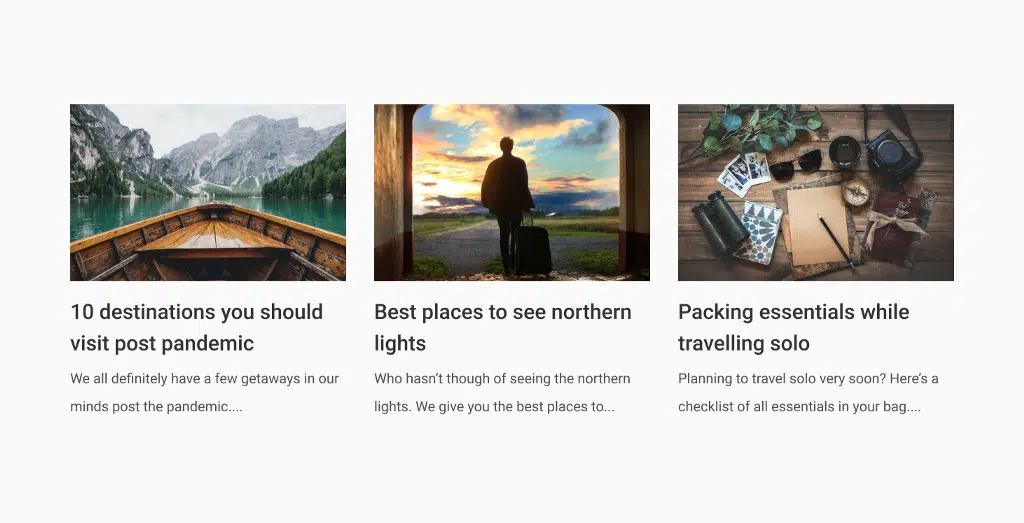 10 destinations you should
visit post pandemic
We all definitely have a few getaways in our
minds post the pandemic....
Best places to see northern
lights
Who hasn’t though of seeing the northern
lights. We give you the best places to...
Packing essentials while
travelling solo
Planning to travel solo very soon? Here’s a
checklist of all essentials in your bag....